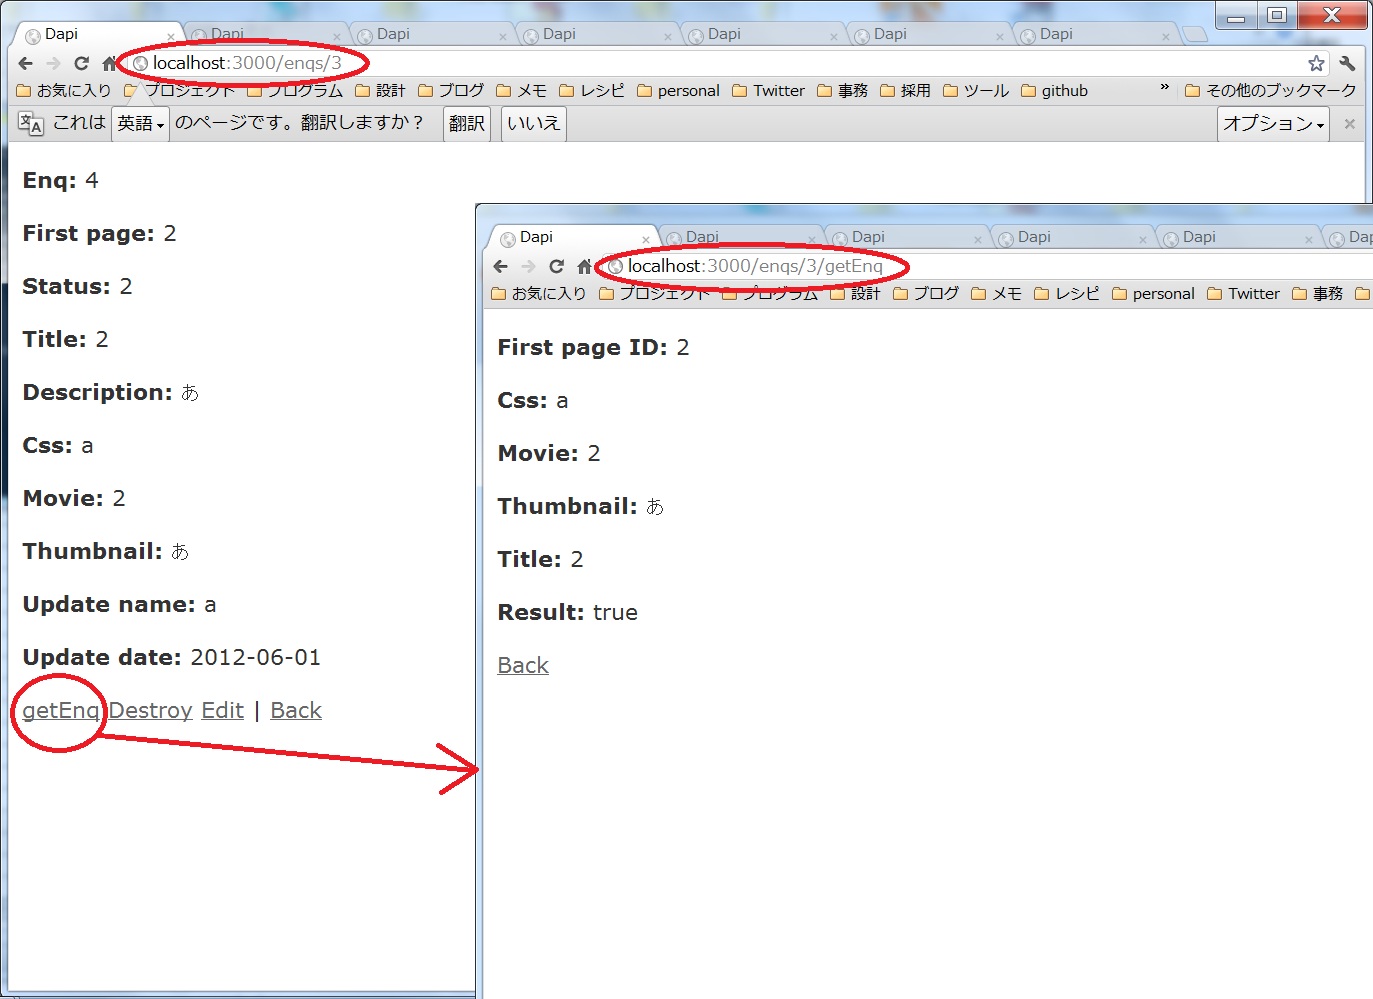 Dapi Dapi Dapi Dapi Dapi Dapi Dapi
localhost:3000/enqs/3
お気に入り プロジェクト プログラム 設計 ブログ メモ レシピ personal Twitter 事務 採用 ツール github » その他のブックマーク
これは 英語 のページです。翻訳しますか？ 翻訳 いいえ オプション
Enq: 4
First page: 2
Status: 2
Title: 2
Description: あ
Css: a
Movie: 2
Thumbnail: あ
Update name: a
Update date: 2012-06-01
getEnq Destroy Edit | Back
Dapi Dapi Dapi Dapi Dapi Dap
localhost:3000/enqs/3/getEnq
お気に入り プロジェクト プログラム 設計 ブログ メモ レシピ personal Twitter 事務
First page ID: 2
Css: a
Movie: 2
Thumbnail: あ
Title: 2
Result: true
Back